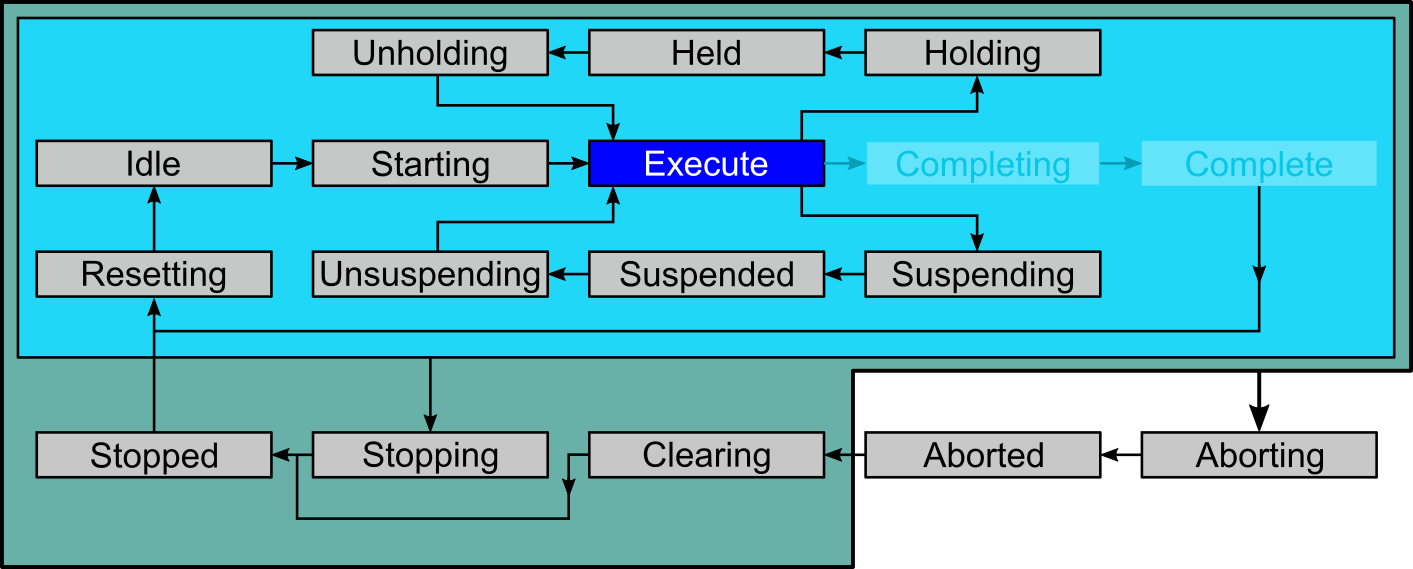 Unholding
Held
Holding
Idle
Starting
Execute
Completing
Complete
Resetting
Unsuspending
Suspended
Suspending
Stopped
Stopping
Clearing
Aborted
Aborting